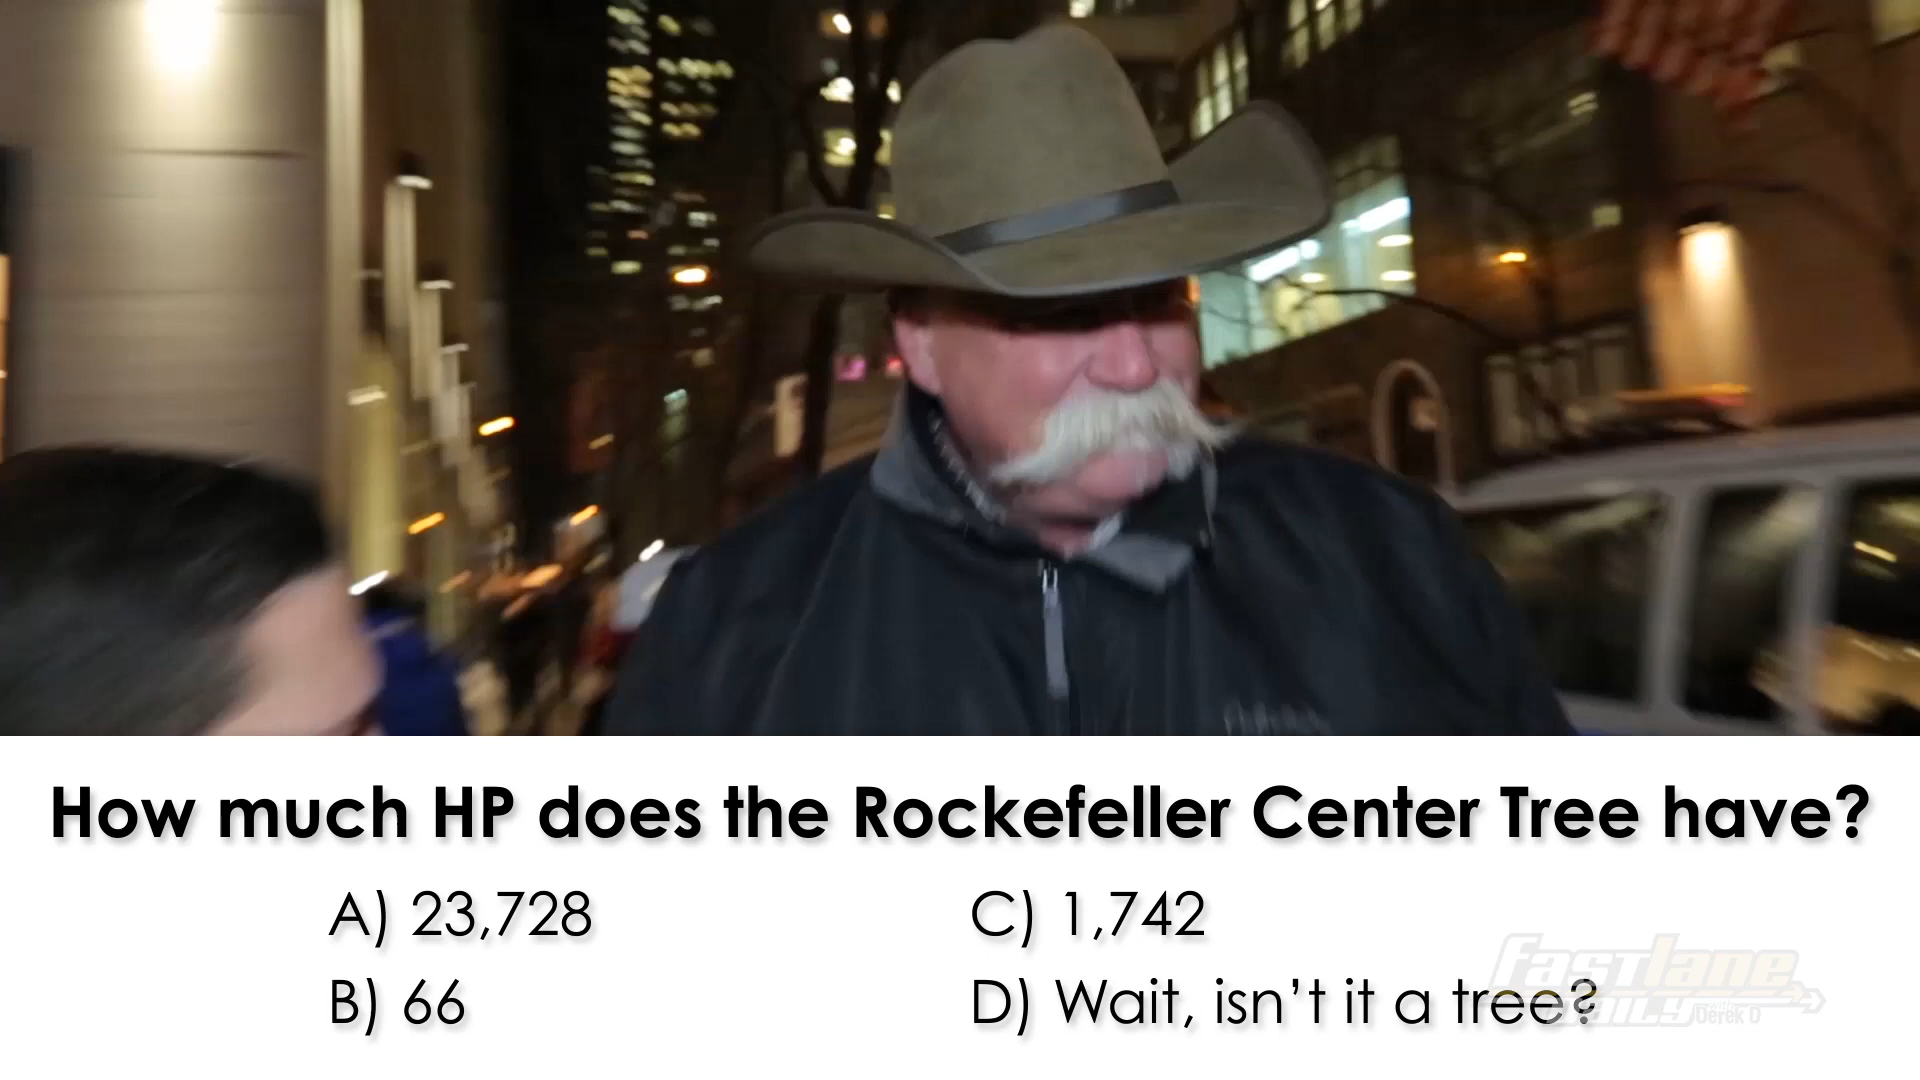 How much HP does the Rockefeller Center Tree have?
A) 23,728
B) 66
C) 1,742
D) Wait, isn’t it a tree?
fastlane
DAILY
with
Derek D